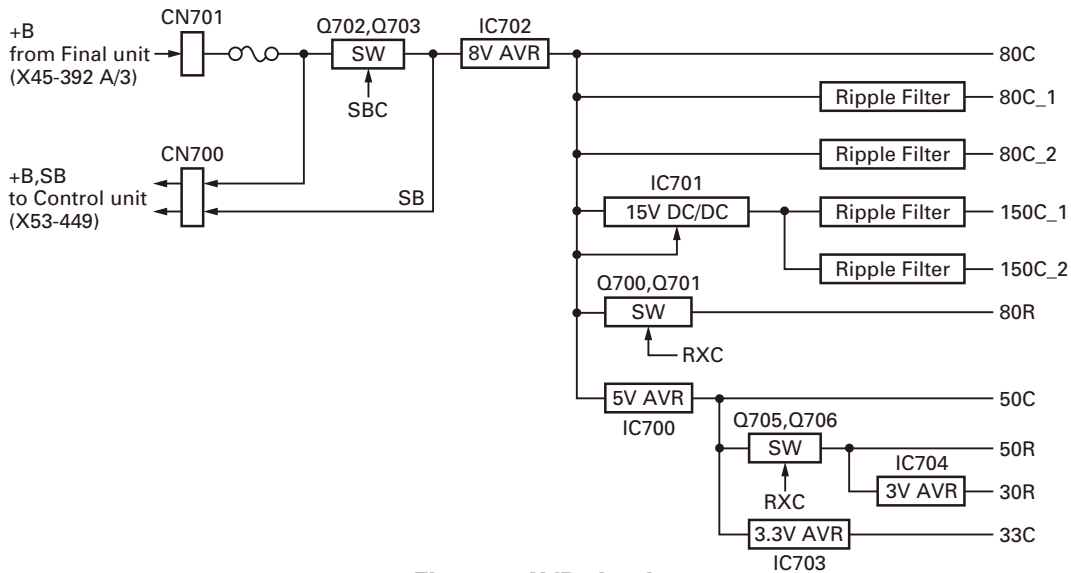 +B
from Final unit
(X45-392 A/3)
CN701
Q702,Q703
SW
SBC
IC702
8V AVR
80C
Ripple Filter
80C_1
Ripple Filter
80C_2
+B,SB
to Control unit
(X53-449)
CN700
SB
IC701
15V DC/DC
Ripple Filter
150C_1
Ripple Filter
150C_2
Q700,Q701
SW
80R
RXC
5V AVR
IC700
50C
Q705,Q706
SW
50R
RXC
IC704
3V AVR
30R
3.3V AVR
IC703
33C